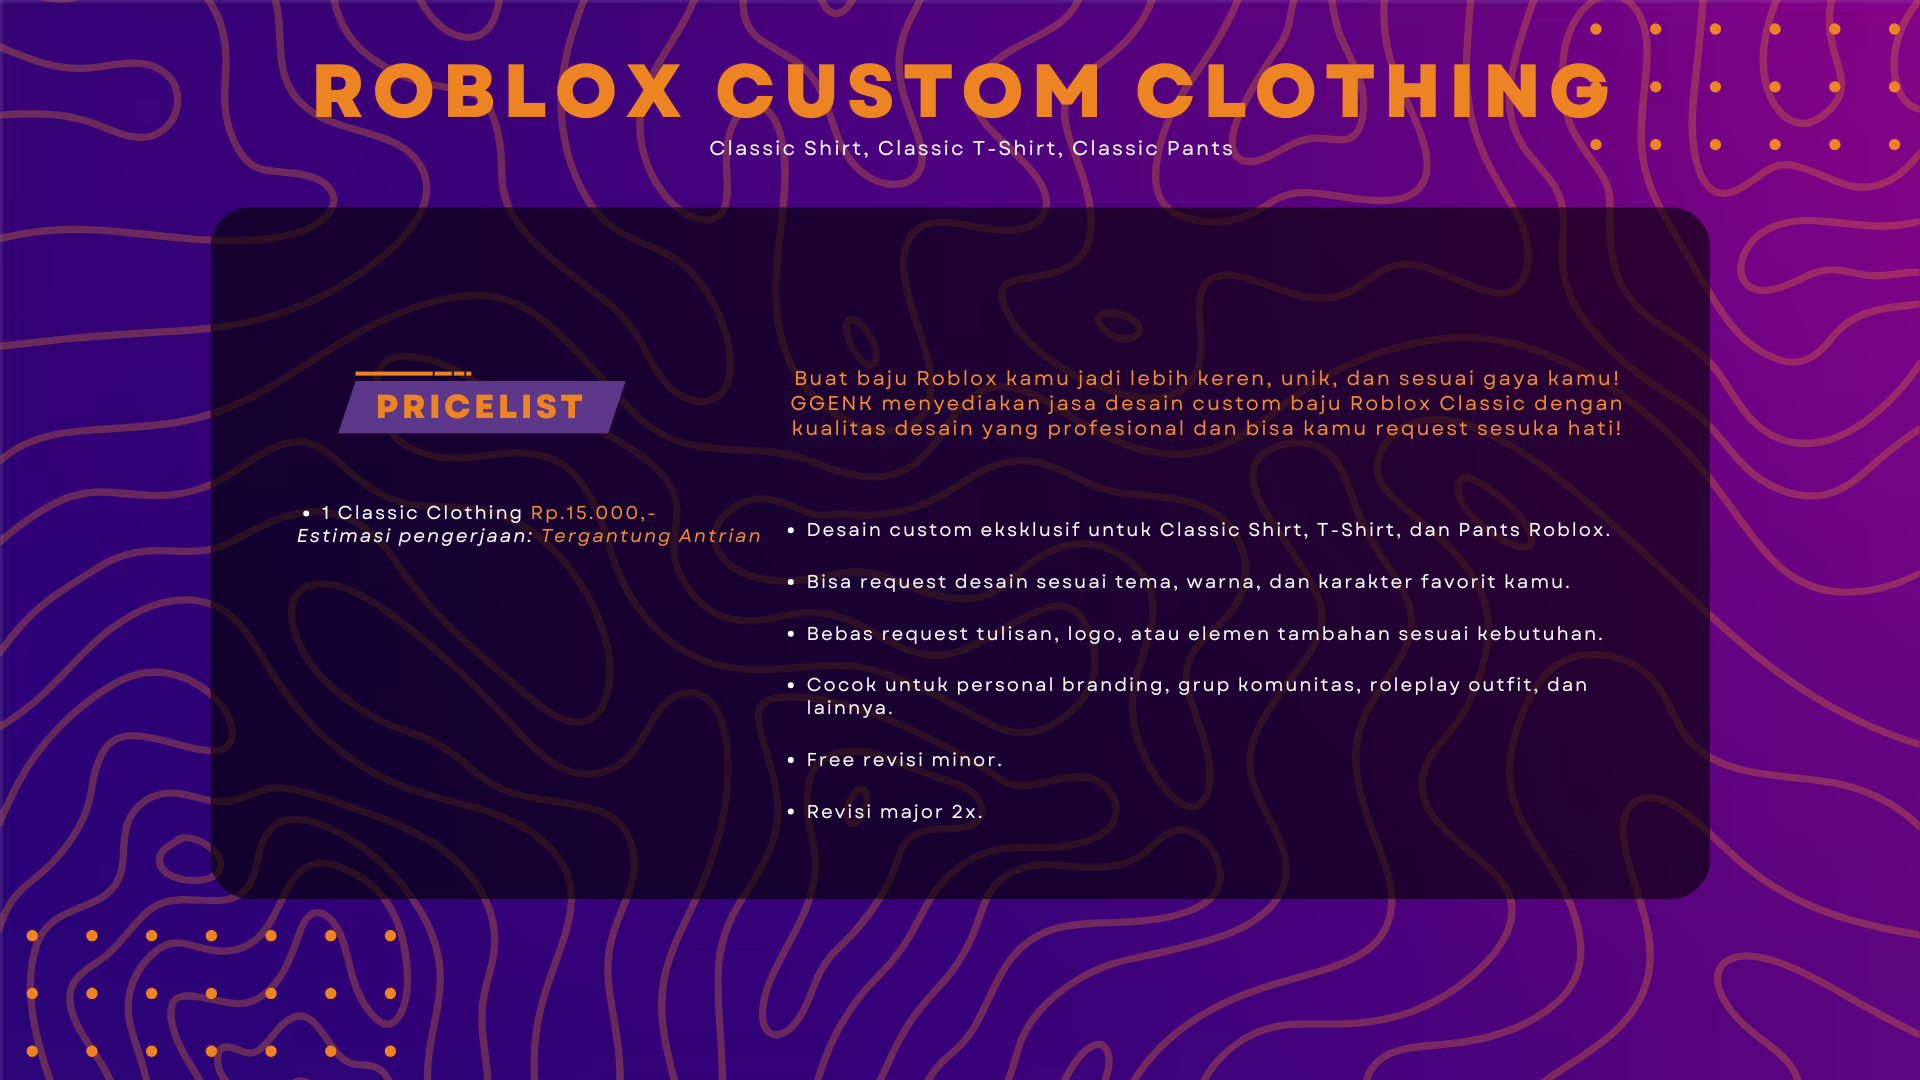 ROBLOX CUSTOM CLOTHING
Classic Shirt, Classic T-Shirt, Classic Pants
PRICELIST
• 1 Classic Clothing Rp.15.000,-
Estimasi pengerjaan: Tergantung Antrian
Buat baju Roblox kamu jadi lebih keren, unik, dan sesuai gaya kamu!
GGENK menyediakan jasa desain custom baju Roblox Classic dengan
kualitas desain yang profesional dan bisa kamu request sesuka hati!
• Desain custom eksklusif untuk Classic Shirt, T-Shirt, dan Pants Roblox.
• Bisa request desain sesuai tema, warna, dan karakter favorit kamu.
• Bebas request tulisan, logo, atau elemen tambahan sesuai kebutuhan.
• Cocok untuk personal branding, grup komunitas, roleplay outfit, dan
lainnya.
• Free revisi minor.
• Revisi major 2x.